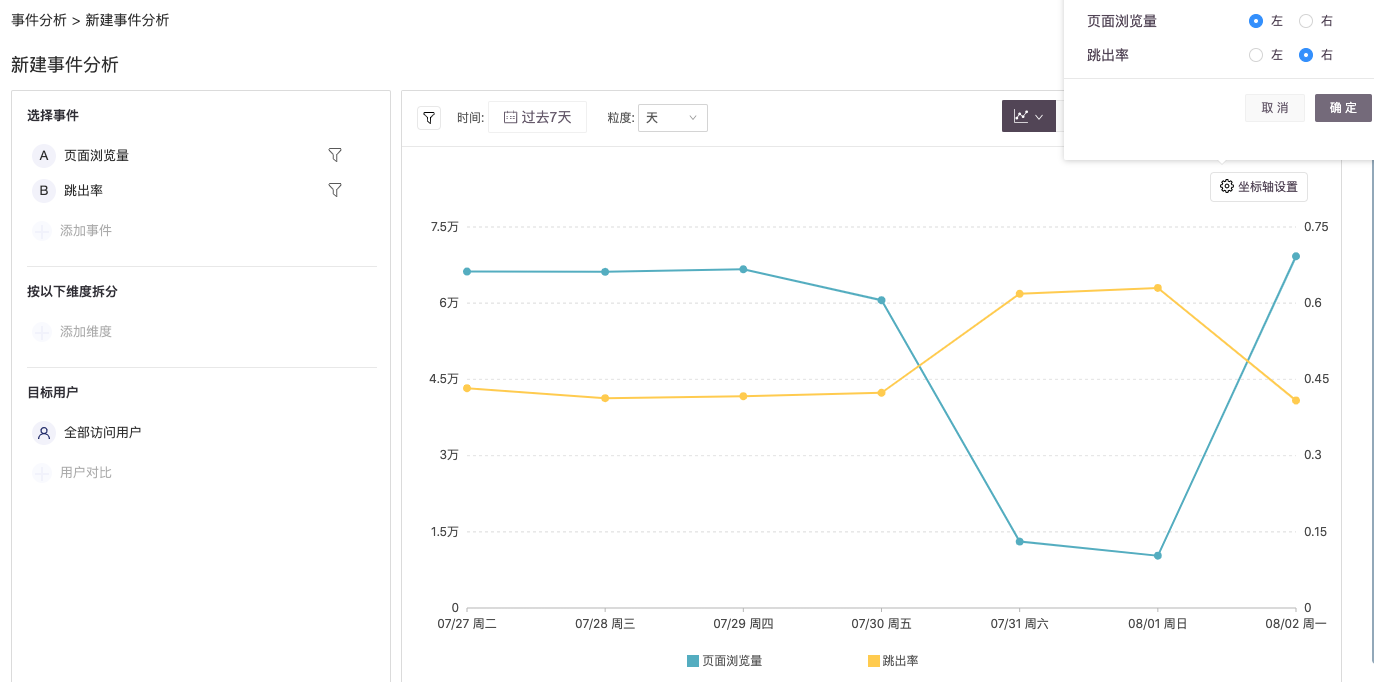 事件分析 > 新建事件分析
新建事件分析
页面浏览量 左 右
跳出率 左 右
取 消 确 定
选择事件
A 页面浏览量
B 跳出率
添加事件
按以下维度拆分
添加维度
目标用户
全部访问用户
用户对比
时间: 过去7天 粒度: 天
坐标轴设置
7.5万 0.75
6万 0.6
4.5万 0.45
3万 0.3
1.5万 0.15
0 0
07/27 周二 07/28 周三 07/29 周四 07/30 周五 07/31 周六 08/01 周日 08/02 周一
页面浏览量 跳出率